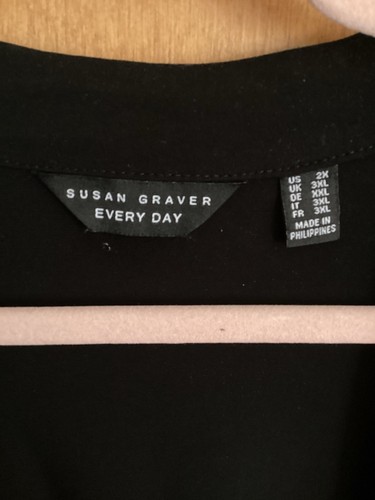 SUSAN GRAVER
EVERY DAY
US 2X
UK 3XL
DE XXL
IT 3XL
FR 3XL
MADE IN
PHILIPPINES